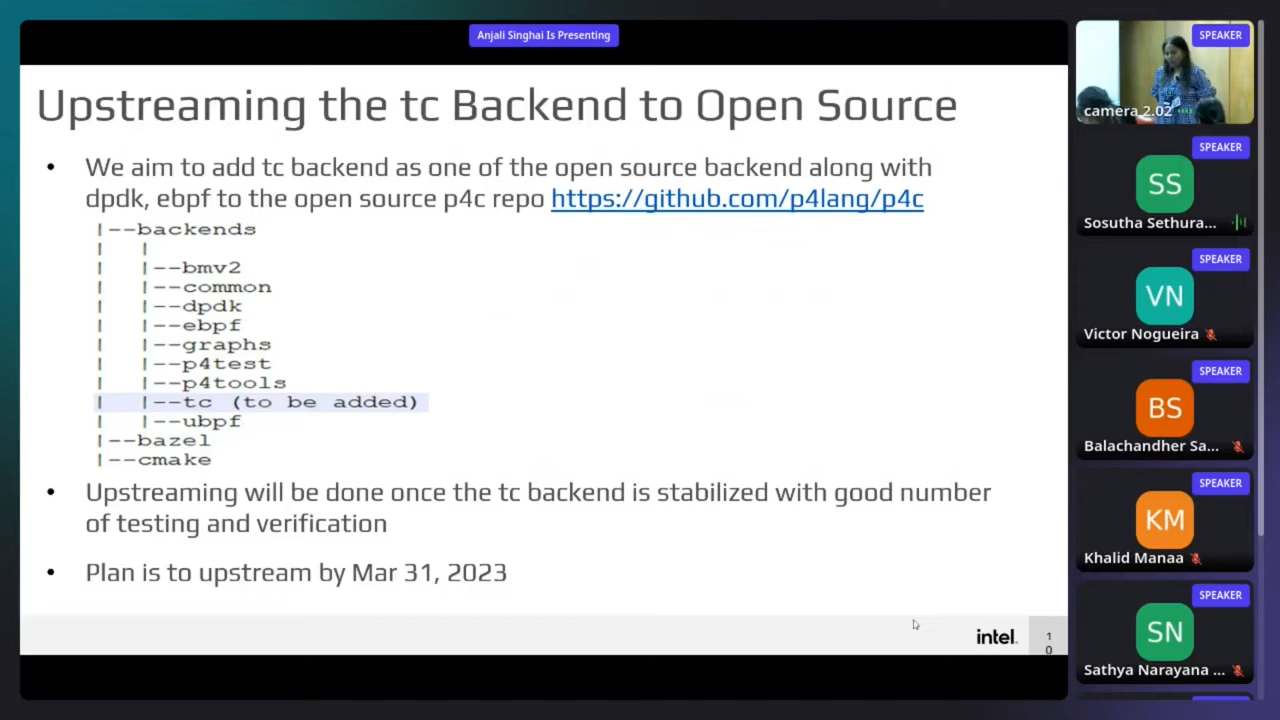 Anjali Singhai Is Presenting
Upstreaming the tc Backend to Open Source
• We aim to add tc backend as one of the open source backend along with
dpdk, ebpf to the open source p4c repo https://github.com/p4lang/p4c
|--backends
| |
| |--bmv2
| |--common
| |--dpdk
| |--ebpf
| |--graphs
| |--p4test
| |--p4tools
| |--tc (to be added)
| |--ubpf
|--bazel
|--cmake
• Upstreaming will be done once the tc backend is stabilized with good number
of testing and verification
• Plan is to upstream by Mar 31, 2023
intel.
1
0
SPEAKER
camera 2.02
SPEAKER
SS
Sosutha Sethura...
SPEAKER
VN
Victor Nogueira
SPEAKER
BS
Balachandher Sa...
SPEAKER
KM
Khalid Manaa
SPEAKER
SN
Sathya Narayana ...